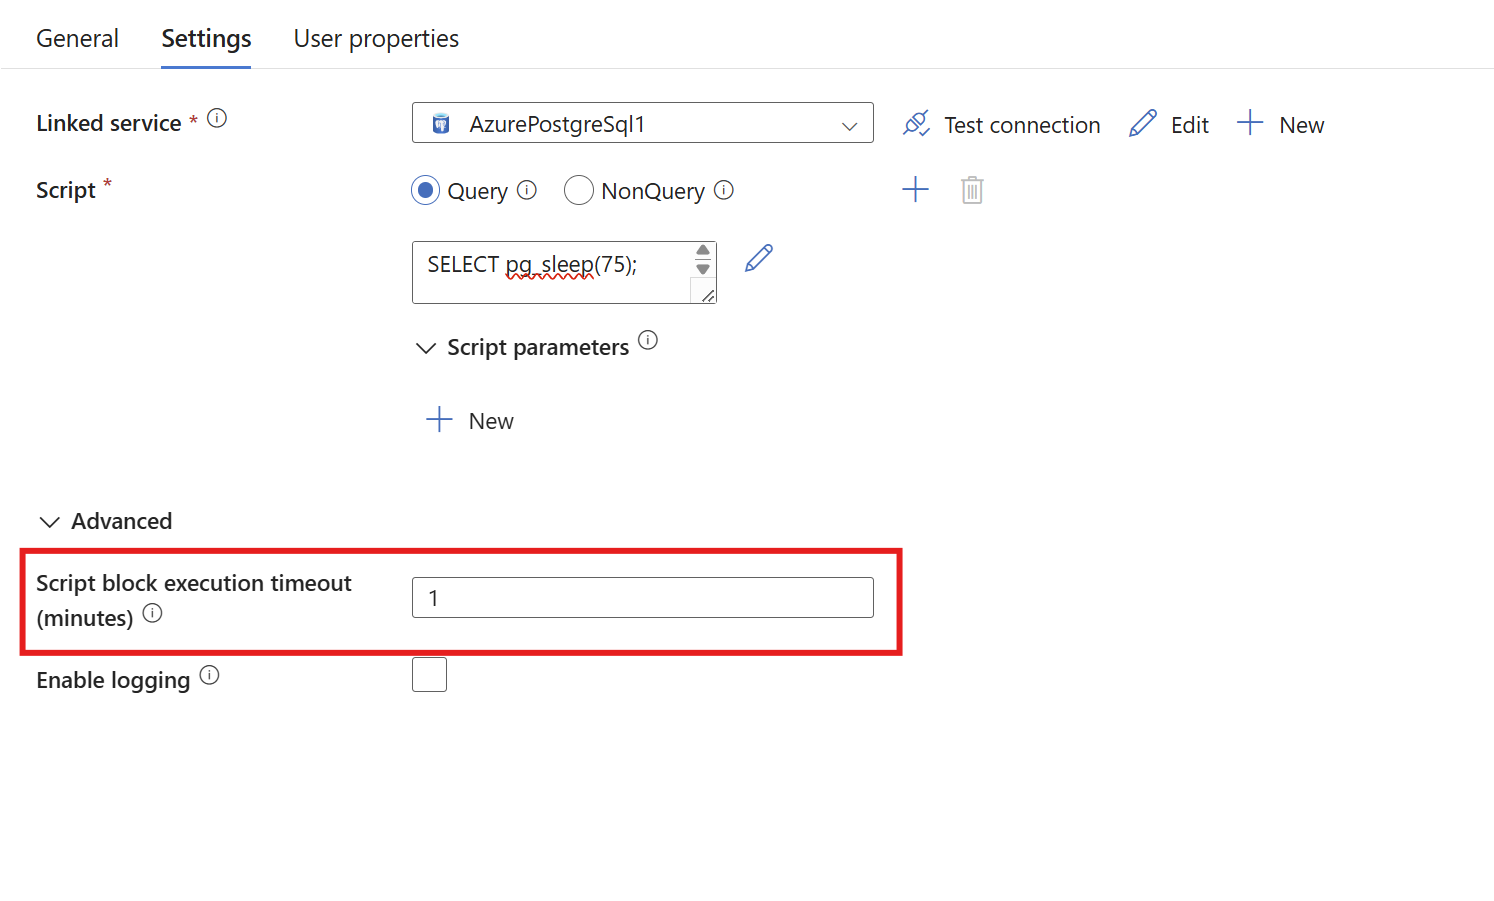 General Settings User properties
Linked service * AzurePostgreSql1 Test connection Edit New
Script * Query NonQuery
SELECT pg_sleep(75);
Script parameters
New
Advanced
Script block execution timeout
(minutes) 1
Enable logging